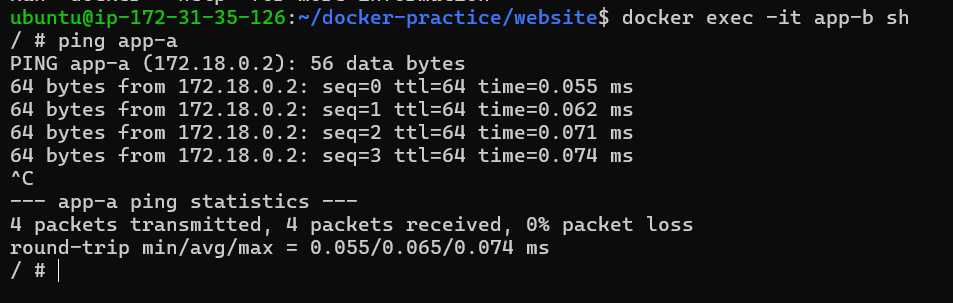 ubuntu@ip-172-31-35-126:~/docker-practice/website$ docker exec -it app-b sh
/ # ping app-a
PING app-a (172.18.0.2): 56 data bytes
64 bytes from 172.18.0.2: seq=0 ttl=64 time=0.055 ms
64 bytes from 172.18.0.2: seq=1 ttl=64 time=0.062 ms
64 bytes from 172.18.0.2: seq=2 ttl=64 time=0.071 ms
64 bytes from 172.18.0.2: seq=3 ttl=64 time=0.074 ms
^C
--- app-a ping statistics ---
4 packets transmitted, 4 packets received, 0% packet loss
round-trip min/avg/max = 0.055/0.065/0.074 ms
/ #